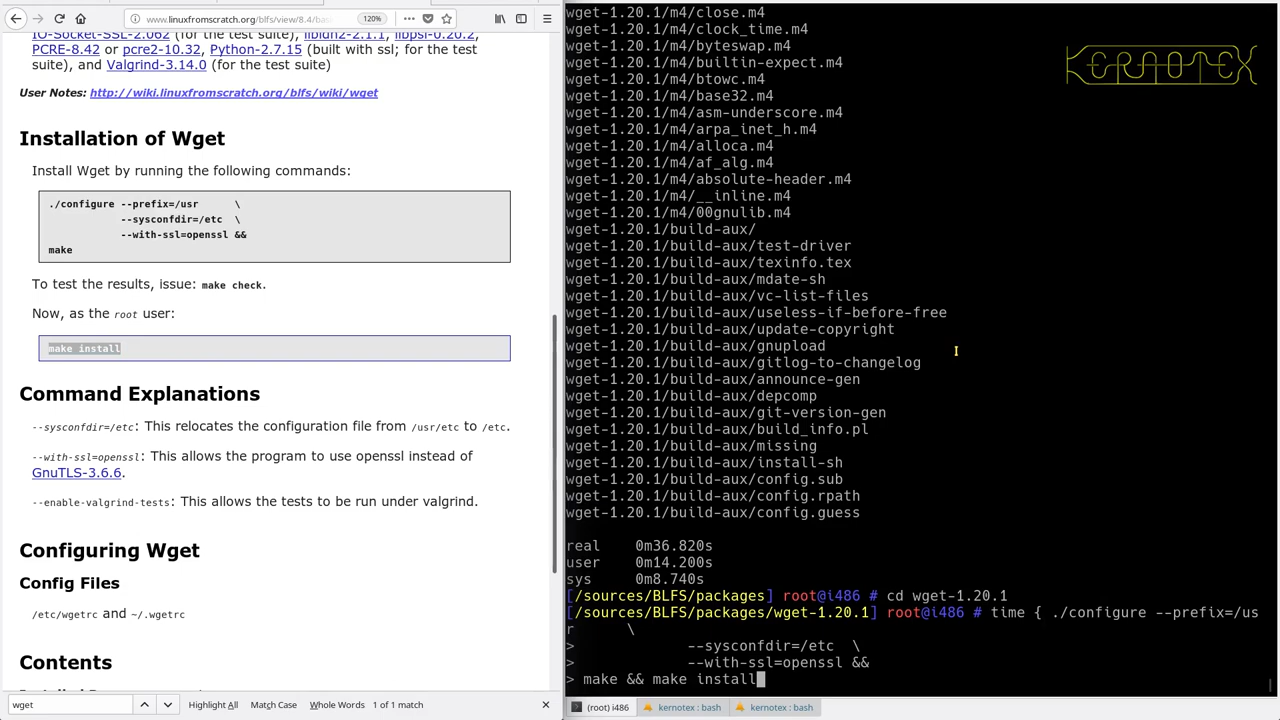 www.linuxfromscratch.org/blfs/view/8.4/bas
120%
IO-Socket-SSL-2.062 (for the test suite), libidn2-2.1.1, libpsl-0.20.2,
PCRE-8.42 or pcre2-10.32, Python-2.7.15 (built with ssl; for the test
suite), and Valgrind-3.14.0 (for the test suite)
User Notes: http://wiki.linuxfromscratch.org/blfs/wiki/wget
Installation of Wget
Install Wget by running the following commands:
./configure --prefix=/usr      \
            --sysconfdir=/etc  \
            --with-ssl=openssl &&
make
To test the results, issue: make check.
Now, as the root user:
make install
Command Explanations
--sysconfdir=/etc: This relocates the configuration file from /usr/etc to /etc.
--with-ssl=openssl: This allows the program to use openssl instead of
GnuTLS-3.6.6.
--enable-valgrind-tests: This allows the tests to be run under valgrind.
Configuring Wget
Config Files
/etc/wgetrc and ~/.wgetrc
Contents
wget
Highlight All
Match Case
Whole Words
1 of 1 match
wget-1.20.1/m4/close.m4
wget-1.20.1/m4/clock_time.m4
wget-1.20.1/m4/byteswap.m4
wget-1.20.1/m4/builtin-expect.m4
wget-1.20.1/m4/btowc.m4
wget-1.20.1/m4/base32.m4
wget-1.20.1/m4/asm-underscore.m4
wget-1.20.1/m4/arpa_inet_h.m4
wget-1.20.1/m4/alloca.m4
wget-1.20.1/m4/af_alg.m4
wget-1.20.1/m4/absolute-header.m4
wget-1.20.1/m4/__inline.m4
wget-1.20.1/m4/00gnulib.m4
wget-1.20.1/build-aux/
wget-1.20.1/build-aux/test-driver
wget-1.20.1/build-aux/texinfo.tex
wget-1.20.1/build-aux/mdate-sh
wget-1.20.1/build-aux/vc-list-files
wget-1.20.1/build-aux/useless-if-before-free
wget-1.20.1/build-aux/update-copyright
wget-1.20.1/build-aux/gnupload
wget-1.20.1/build-aux/gitlog-to-changelog
wget-1.20.1/build-aux/announce-gen
wget-1.20.1/build-aux/depcomp
wget-1.20.1/build-aux/git-version-gen
wget-1.20.1/build-aux/build_info.pl
wget-1.20.1/build-aux/missing
wget-1.20.1/build-aux/install-sh
wget-1.20.1/build-aux/config.sub
wget-1.20.1/build-aux/config.rpath
wget-1.20.1/build-aux/config.guess
real    0m36.820s
user    0m14.200s
sys     0m8.740s
[/sources/BLFS/packages] root@i486 # cd wget-1.20.1
[/sources/BLFS/packages/wget-1.20.1] root@i486 # time { ./configure --prefix=/us
r      \
>             --sysconfdir=/etc  \
>             --with-ssl=openssl &&
> make && make install
KERNOTEX
(root) i486
kernotex : bash
kernotex : bash